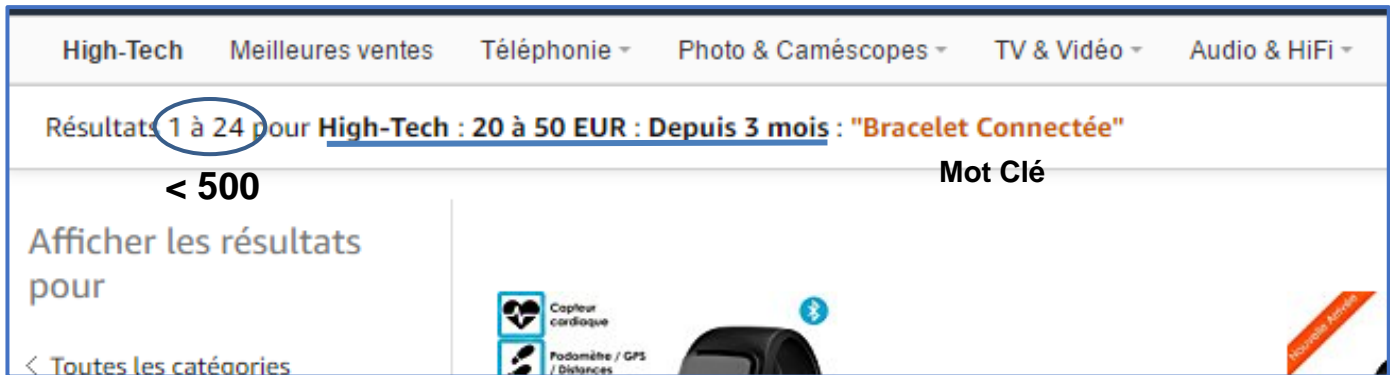 High-Tech Meilleures ventes Téléphonie Photo & Caméscopes TV & Vidéo Audio & HiFi
Résultats 1 à 24 pour High-Tech : 20 à 50 EUR : Depuis 3 mois : "Bracelet Connectée"
< 500
Mot Clé
Afficher les résultats
pour
< Toutes les catégories
Capteur
cardiaque
Podomètre / GPS
/ Distances
Nouvelle Arrivée